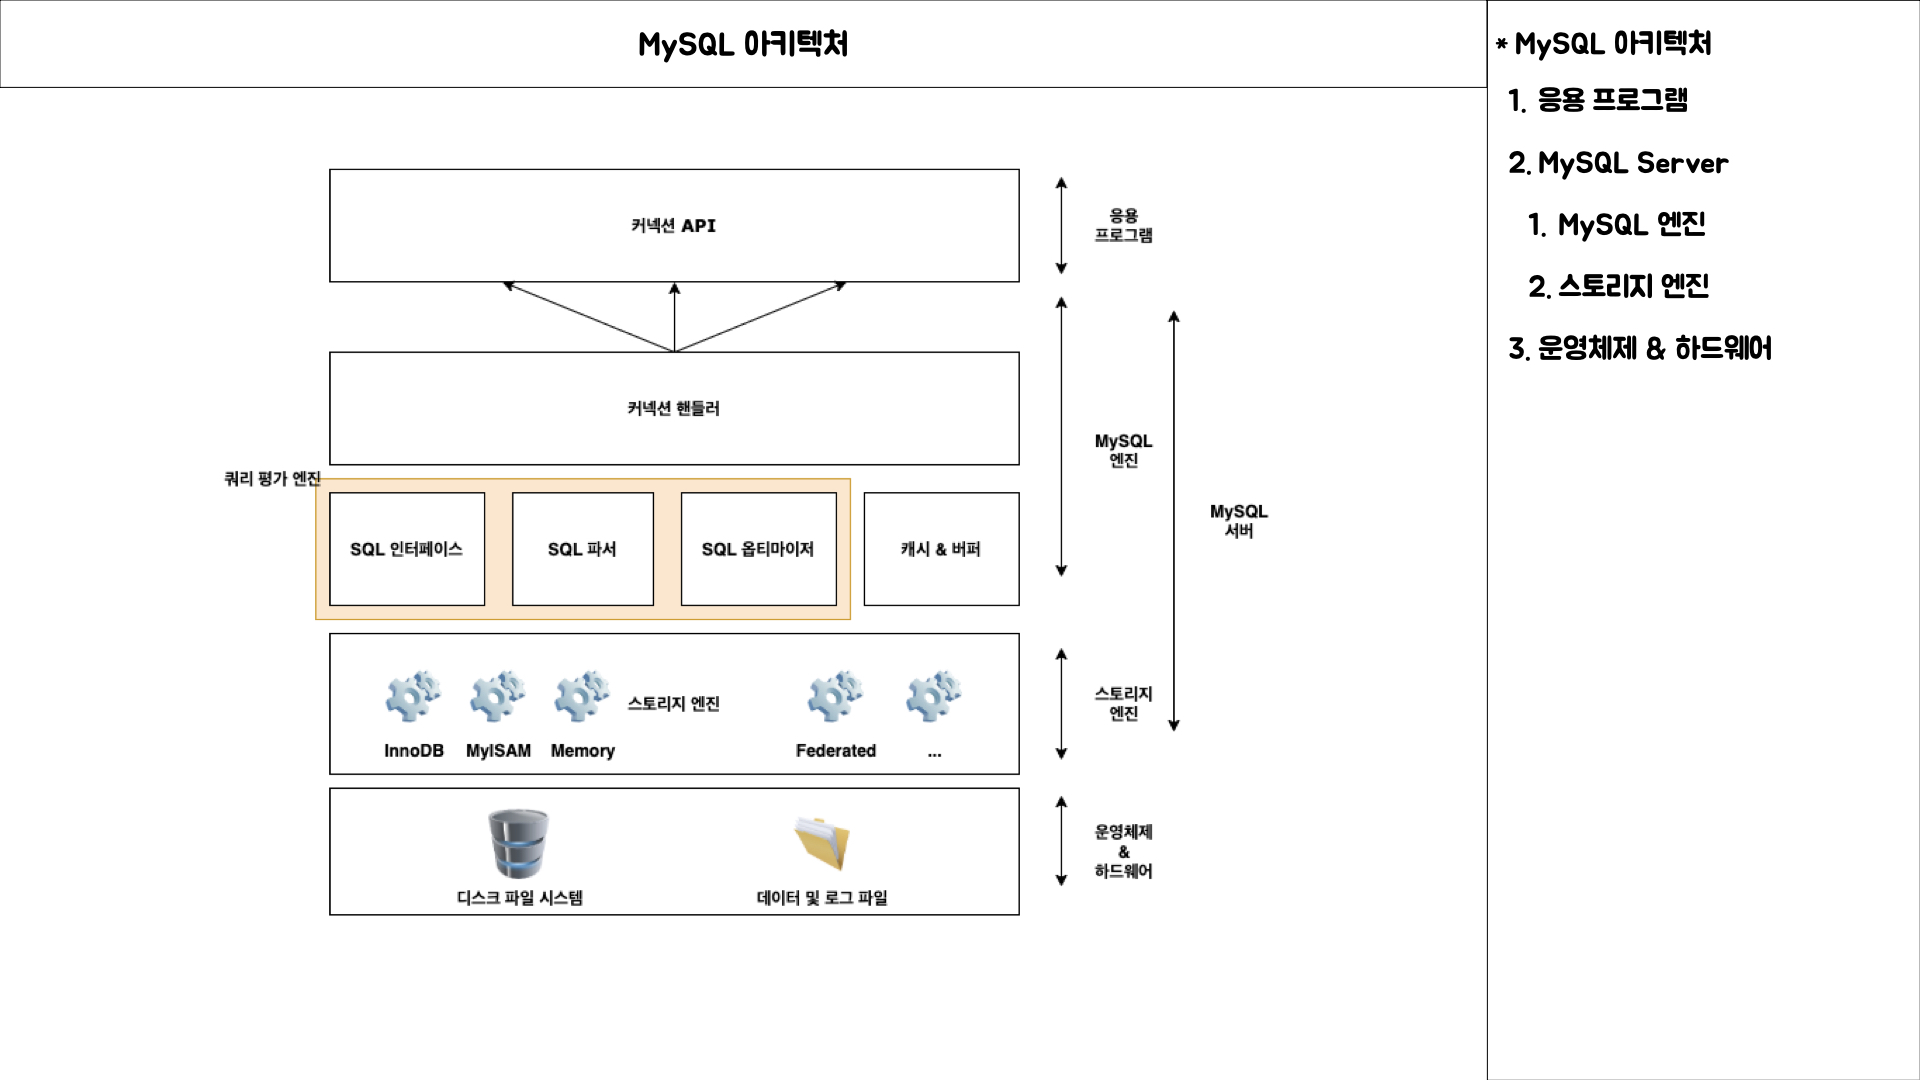 MySQL 아키텍처
커넥션 API
응용
프로그램
커넥션 핸들러
MySQL
엔진
쿼리 평가 엔진
SQL 인터페이스
SQL 파서
SQL 옵티마이저
캐시 & 버퍼
MySQL
서버
스토리지 엔진
InnoDB
MyISAM
Memory
Federated
...
스토리지
엔진
디스크 파일 시스템
데이터 및 로그 파일
운영체제
&
하드웨어
* MySQL 아키텍처
1. 응용 프로그램
2. MySQL Server
1. MySQL 엔진
2. 스토리지 엔진
3. 운영체제 & 하드웨어